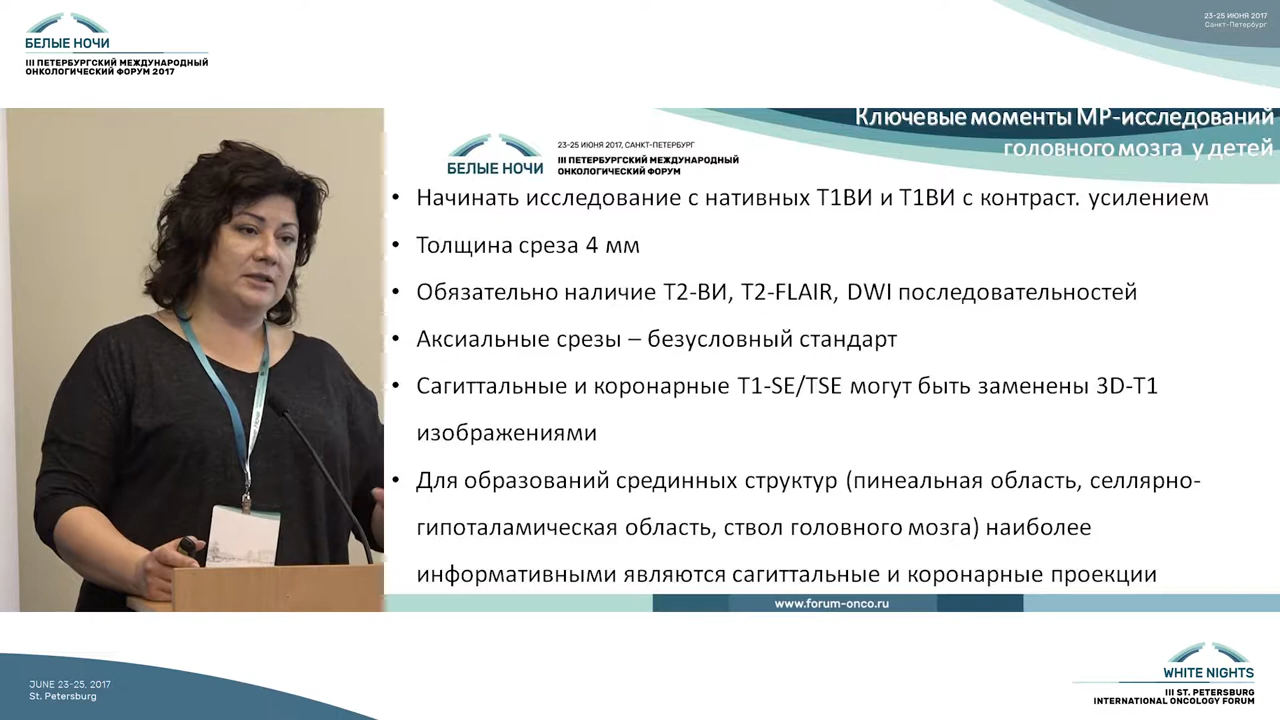 БЕЛЫЕ НОЧИ
III ПЕТЕРБУРГСКИЙ МЕЖДУНАРОДНЫЙ
ОНКОЛОГИЧЕСКИЙ ФОРУМ 2017
23-25 ИЮНЯ 2017
Санкт-Петербург
Ключевые моменты МР-исследований
головного мозга у детей
БЕЛЫЕ НОЧИ
23-25 ИЮНЯ 2017, САНКТ-ПЕТЕРБУРГ
III ПЕТЕРБУРГСКИЙ МЕЖДУНАРОДНЫЙ
ОНКОЛОГИЧЕСКИЙ ФОРУМ
• Начинать исследование с нативных Т1ВИ и Т1ВИ с контраст. усилением
• Толщина среза 4 мм
• Обязательно наличие Т2-ВИ, T2-FLAIR, DWI последовательностей
• Аксиальные срезы – безусловный стандарт
• Сагиттальные и коронарные T1-SE/TSE могут быть заменены 3D-T1
изображениями
• Для образований срединных структур (пинеальная область, селлярно-
гипоталамическая область, ствол головного мозга) наиболее
информативными являются сагиттальные и коронарные проекции
www.forum-onco.ru
JUNE 23-25, 2017
St. Petersburg
WHITE NIGHTS
III ST. PETERSBURG
INTERNATIONAL ONCOLOGY FORUM